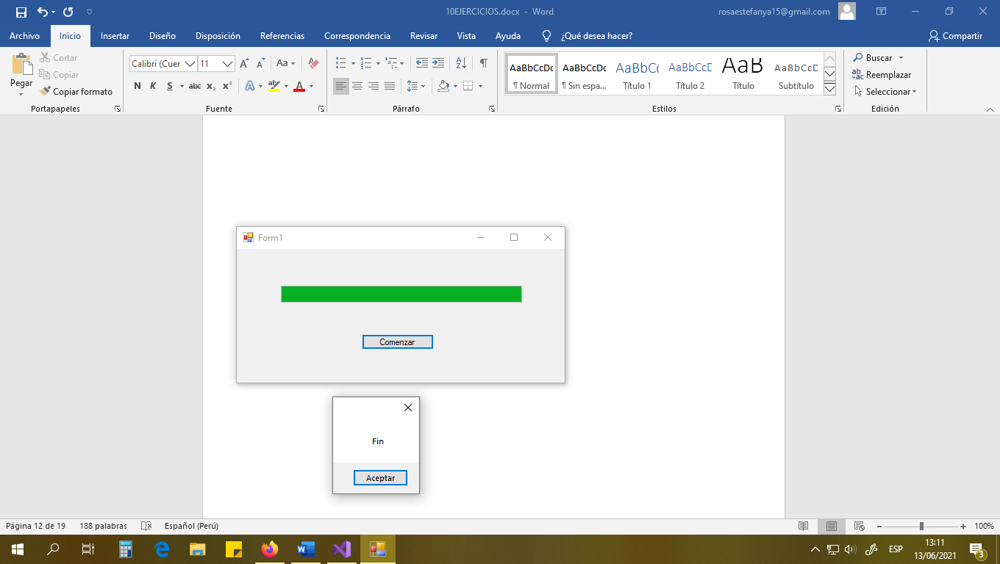 10EJERCICIOS.docx - Word
rosaestefanya15@gmail.com
Archivo Inicio Insertar Diseño Disposición Referencias Correspondencia Revisar Vista Ayuda ¿Qué desea hacer? Compartir
Pegar
Cortar
Copiar
Copiar formato
Portapapeles
Calibri (Cuer 11 Aa
N K S abc x₂ x² A aby A
Fuente
Párrafo
AaBbCcDc AaBbCcDc AaBbCc AaBbCcD AaB AaBbCcD
¶ Normal ¶ Sin espa... Título 1 Título 2 Título Subtítulo
Estilos
Buscar
Reemplazar
Seleccionar
Edición
Form1
Comenzar
Fin
Aceptar
Página 12 de 19 188 palabras Español (Perú) 100%
ESP
13:11
13/06/2021
3